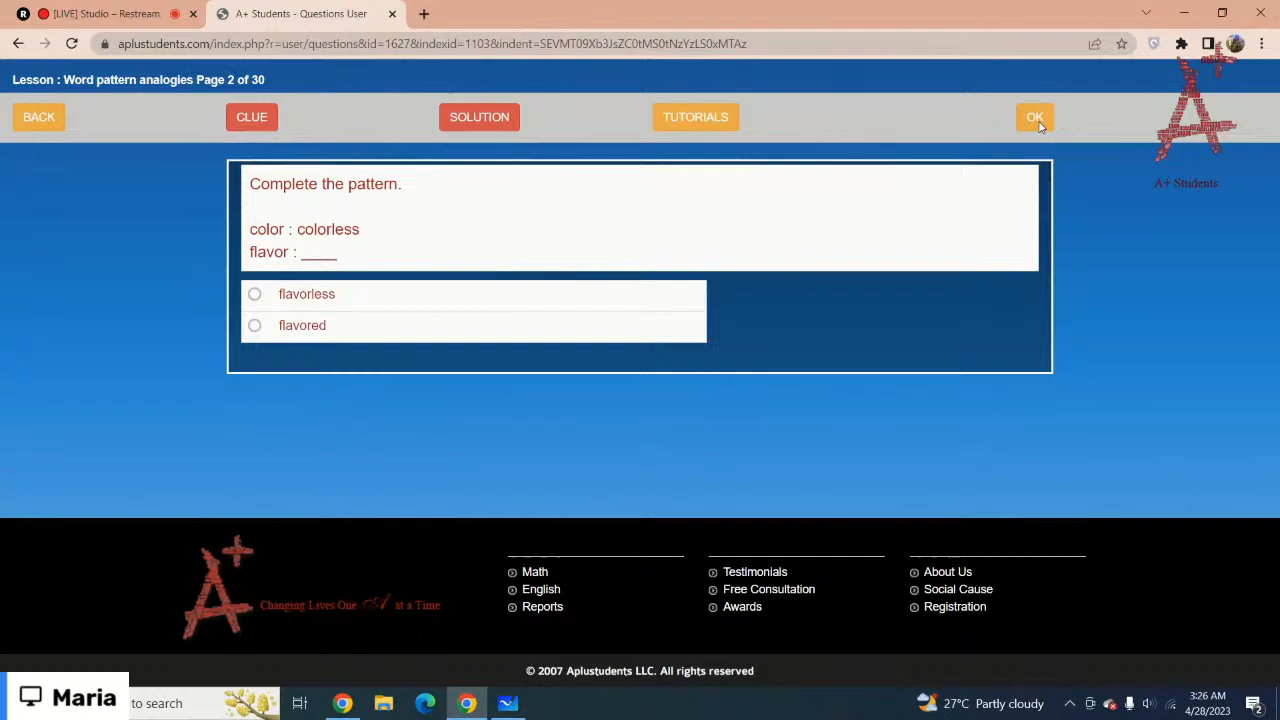 [LIVE] Studio – Restream
A+ Students - Questions User
aplustudents.com/index.php?r=user/questions&id=1627&indexid=1103&indent=SEVMT09Xb3JsZC0tMS0tNzYzLS0xMTAz
Lesson : Word pattern analogies Page 2 of 30
BACK
CLUE
SOLUTION
TUTORIALS
OK
A+ Students
Complete the pattern.
color : colorless
flavor : ____
flavorless
flavored
Changing Lives One A at a Time
Math
English
Reports
Testimonials
Free Consultation
Awards
About Us
Social Cause
Registration
© 2007 Aplustudents LLC. All rights reserved
Maria
to search
27°C Partly cloudy
3:26 AM
4/28/2023
2